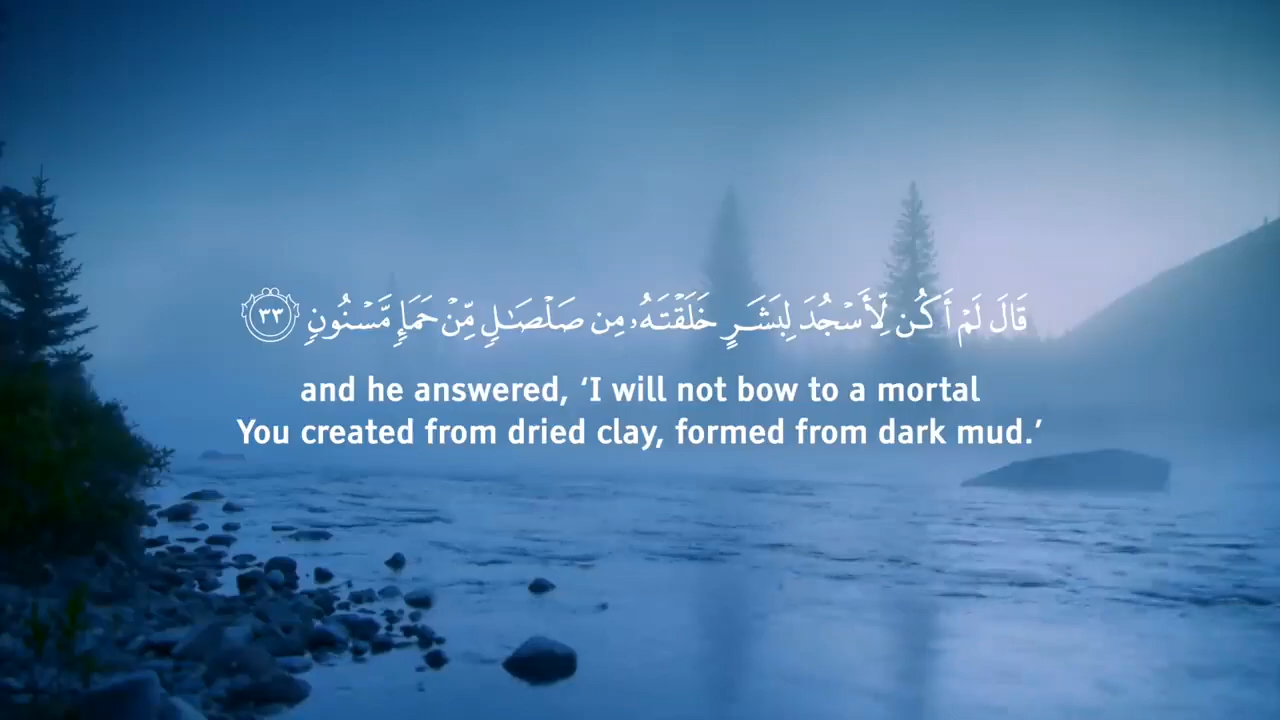 قَالَ لَمْ أَكُن لِّأَسْجُدَ لِبَشَرٍ خَلَقْتَهُۥ مِن صَلْصَـٰلٍ مِّنْ حَمَإٍ مَّسْنُونٍ ٣٣
and he answered, ‘I will not bow to a mortal
You created from dried clay, formed from dark mud.’